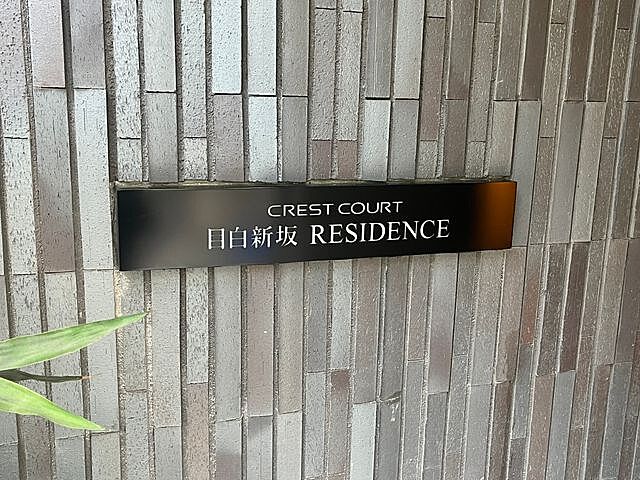 CREST COURT
目白新坂 RESIDENCE